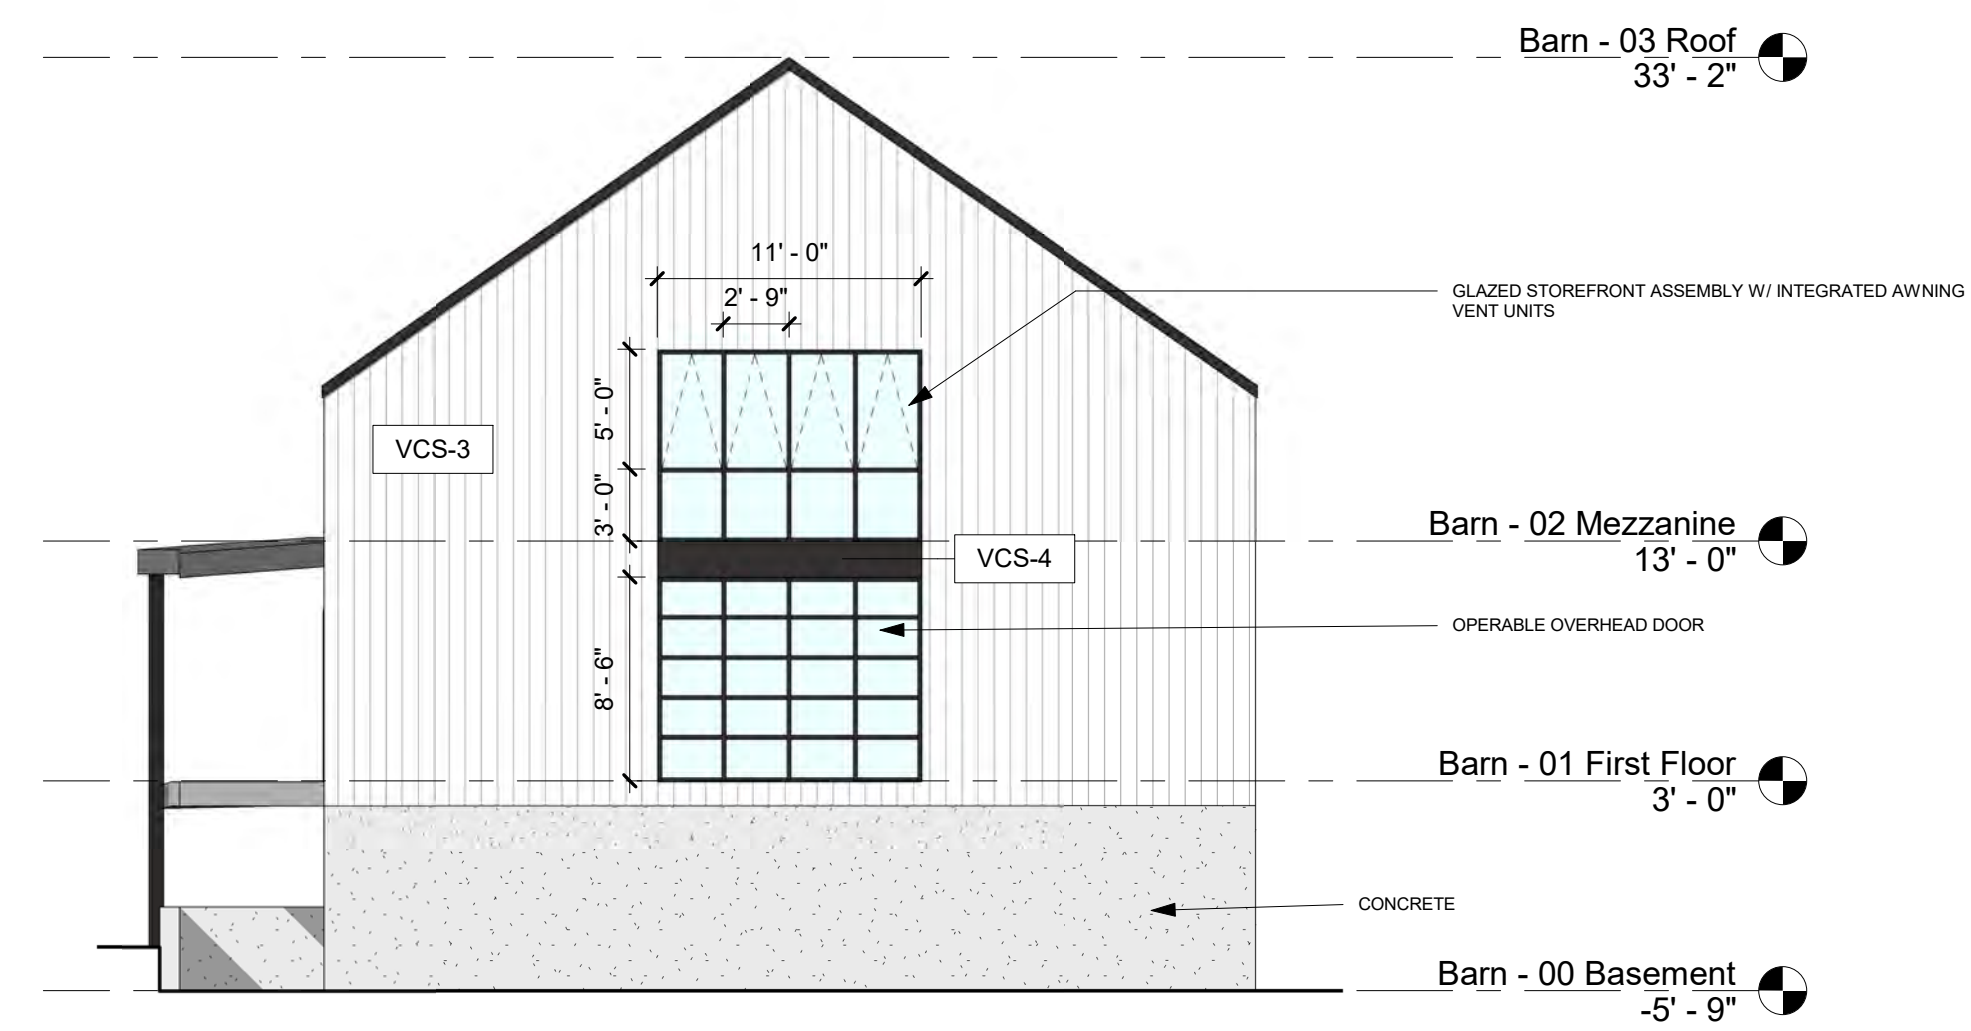 Barn - 03 Roof
33' - 2"
11' - 0"
2' - 9"
GLAZED STOREFRONT ASSEMBLY W/ INTEGRATED AWNING
VENT UNITS
5' - 0"
VCS-3
3' - 0"
Barn - 02 Mezzanine
13' - 0"
VCS-4
OPERABLE OVERHEAD DOOR
8' - 6"
Barn - 01 First Floor
3' - 0"
CONCRETE
Barn - 00 Basement
-5' - 9"